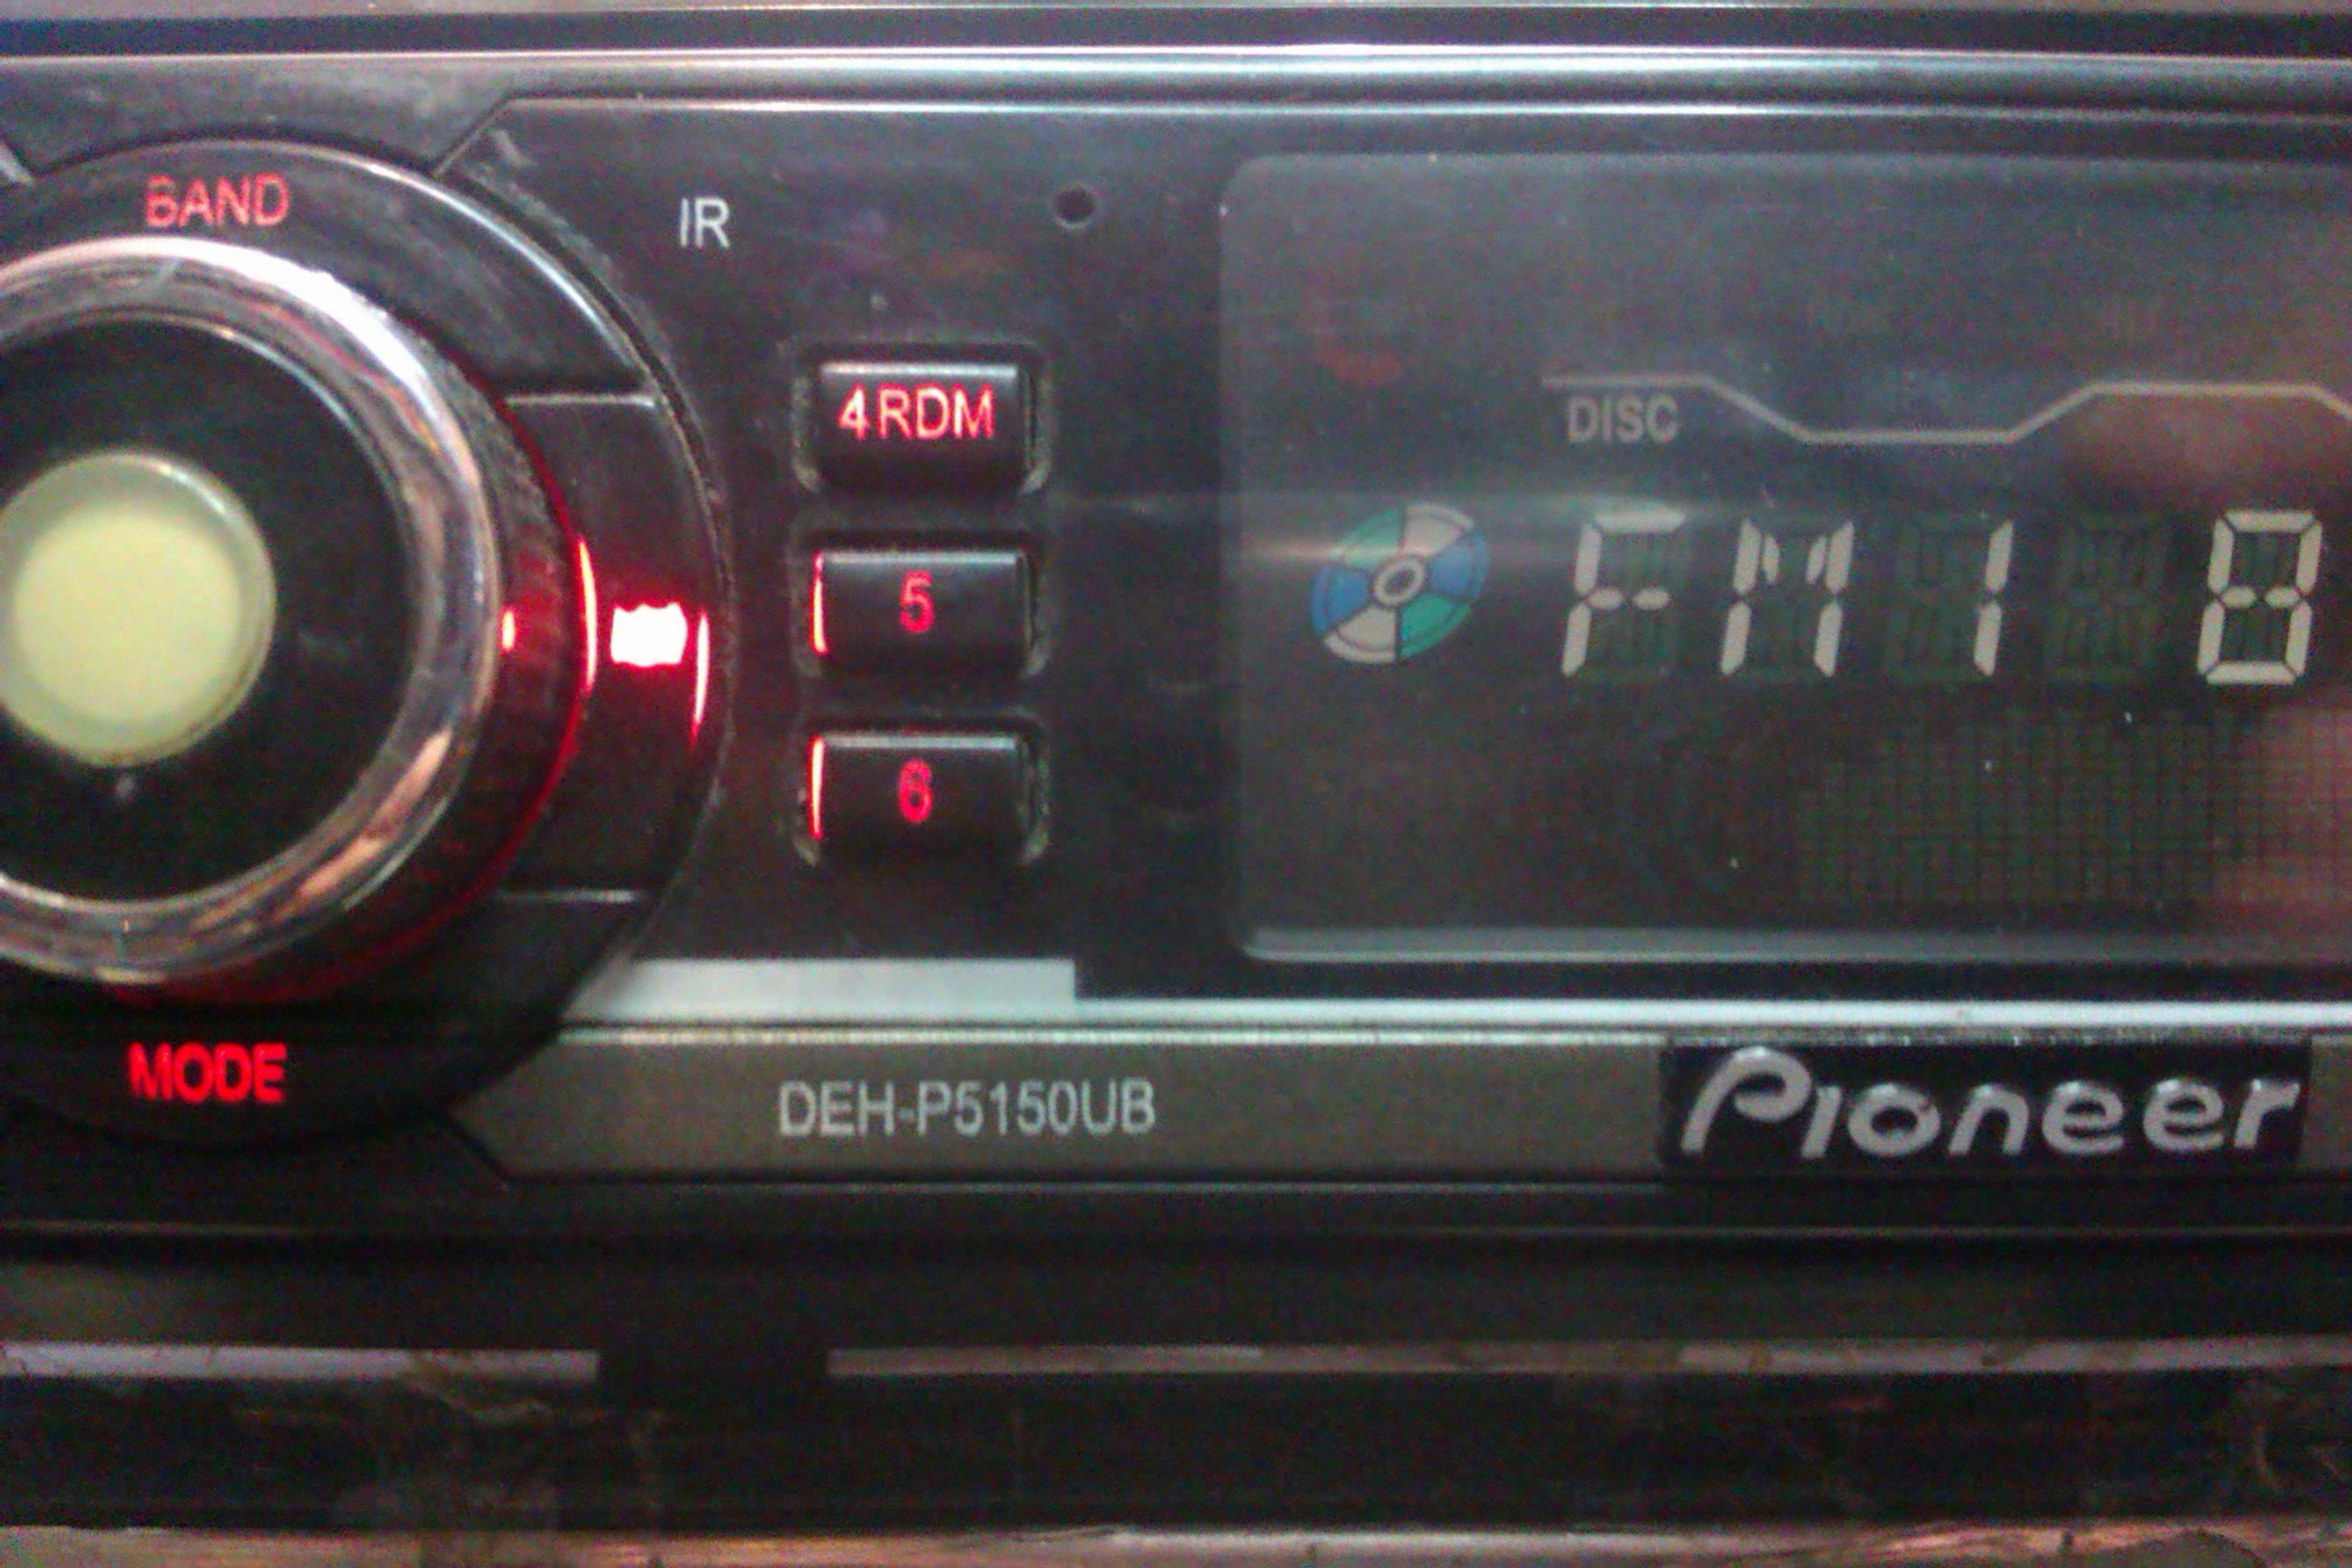 BAND
IR
4RDM
DISC
FM1 8
5
6
MODE
DEH-P5150UB
Pioneer